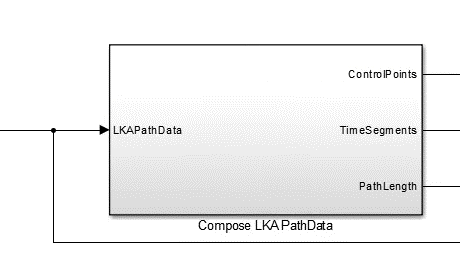 ControlPoints
LKAPathData
TimeSegments
PathLength
Compose LKA PathData